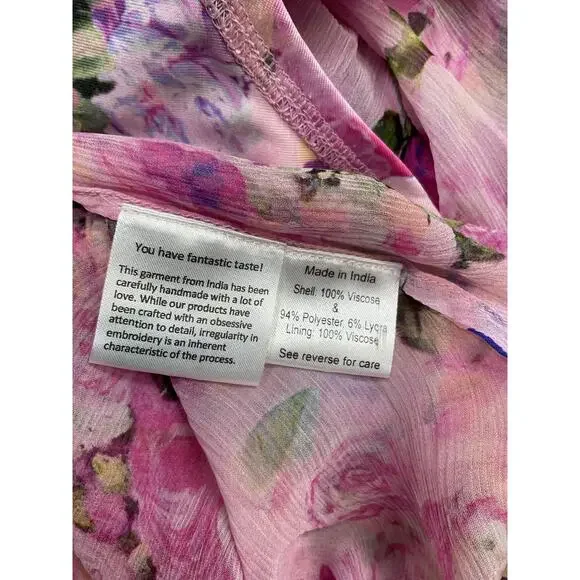 You have fantastic taste!
This garment from India has been
carefully handmade with a lot of
love. While our products have
been crafted with an obsessive
attention to detail, irregularity in
embroidery is an inherent
characteristic of the process.
Made in India
Shell: 100% Viscose
&
94% Polyester, 6% Lycra
Lining: 100% Viscose
See reverse for care